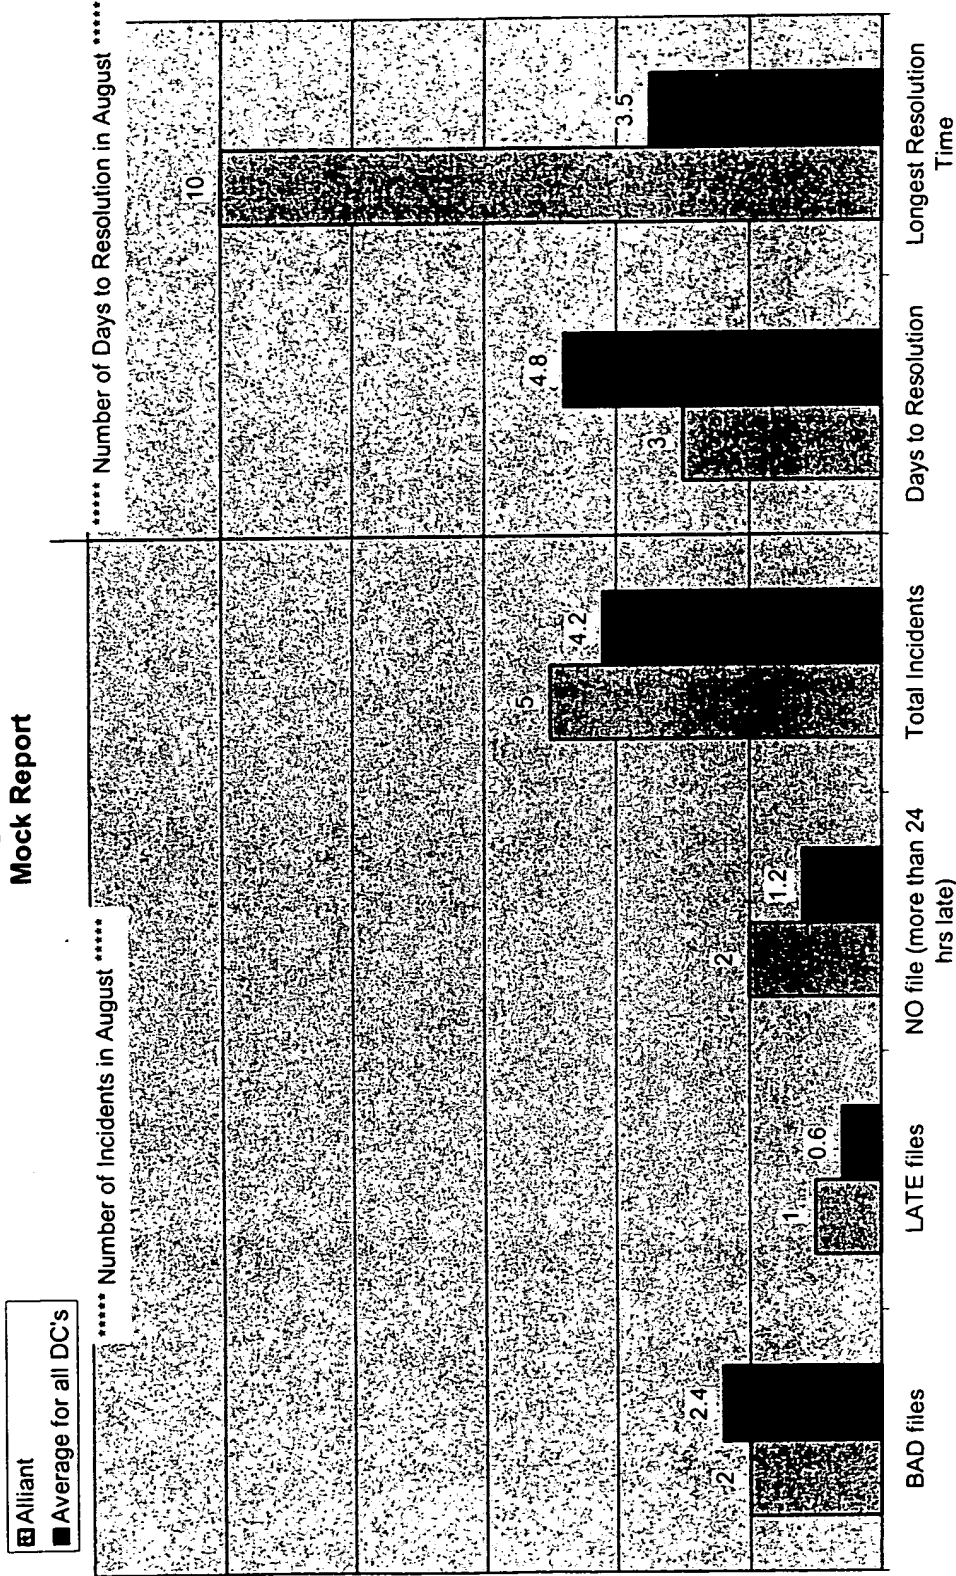 Mock Report
Alliant
Average for all DC's
***** Number of Incidents in August *****
***** Number of Days to Resolution in August *****
2
2.4
1
0.6
2
1.2
5
4.2
3
4.8
10
3.5
BAD files
LATE files
NO file (more than 24
hrs late)
Total Incidents
Days to Resolution
Longest Resolution
Time